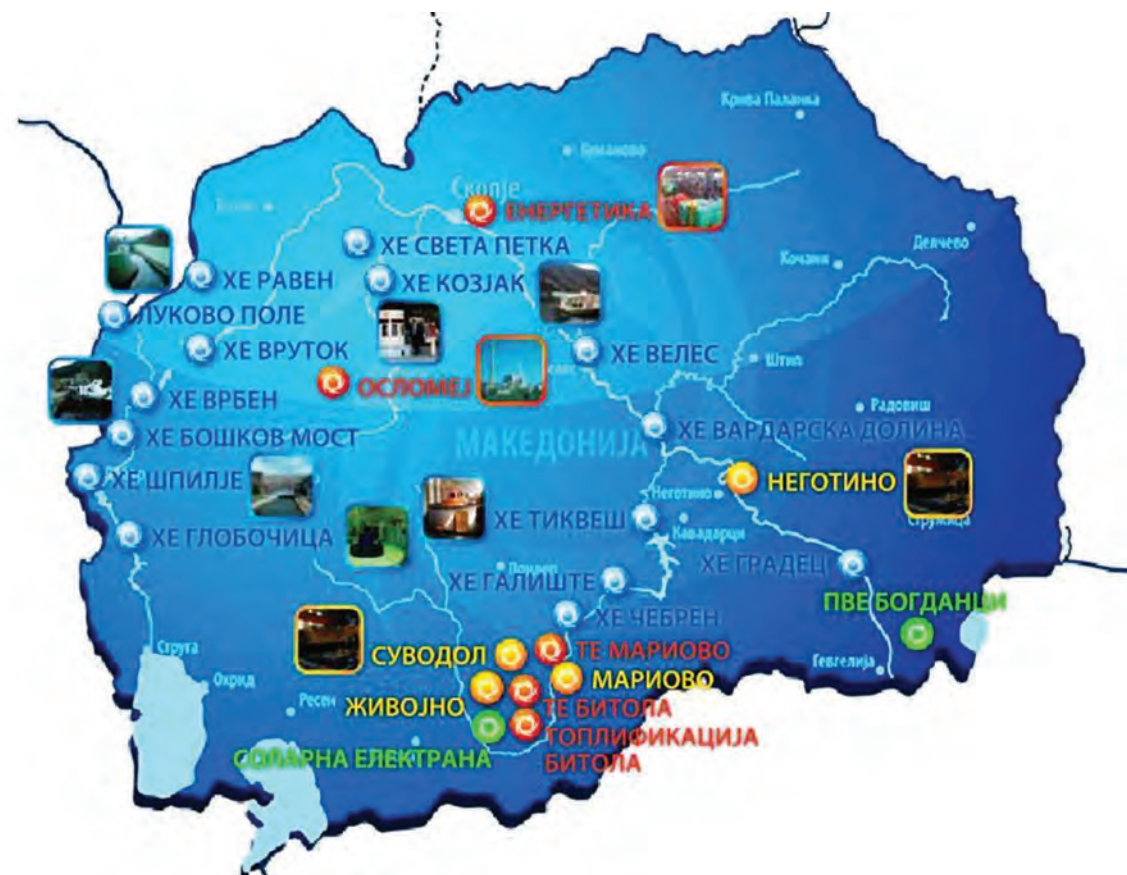 Крива Паланка
Куманово
Скопје
ЕНЕРГЕТИКА
Делчево
ХЕ СВЕТА ПЕТКА
Кочани
ХЕ РАВЕН
ХЕ КОЗЈАК
ЛУКОВО ПОЛЕ
ХЕ ВРУТОК
ХЕ ВЕЛЕС
Штип
ОСЛОМЕЈ
ХЕ ВРБЕН
Радовиш
ХЕ БОШКОВ МОСТ
МАКЕДОНИЈА
ХЕ ВАРДАРСКА ДОЛИНА
ХЕ ШПИЛЈЕ
НЕГОТИНО
Неготино
ХЕ ТИКВЕШ
Струмица
ХЕ ГЛОБОЧИЦА
Кавадарци
ХЕ ГРАДЕЦ
ХЕ ГАЛИШТЕ
ПВЕ БОГДАНЦИ
ХЕ ЧЕБРЕН
Струга
СУВОДОЛ
ТЕ МАРИОВО
Гевгелија
МАРИОВО
Охрид
Ресен
ЖИВОЈНО
ТЕ БИТОЛА
СОЛАРНА ЕЛЕКТРАНА
ТОПЛИФИКАЦИЈА
БИТОЛА